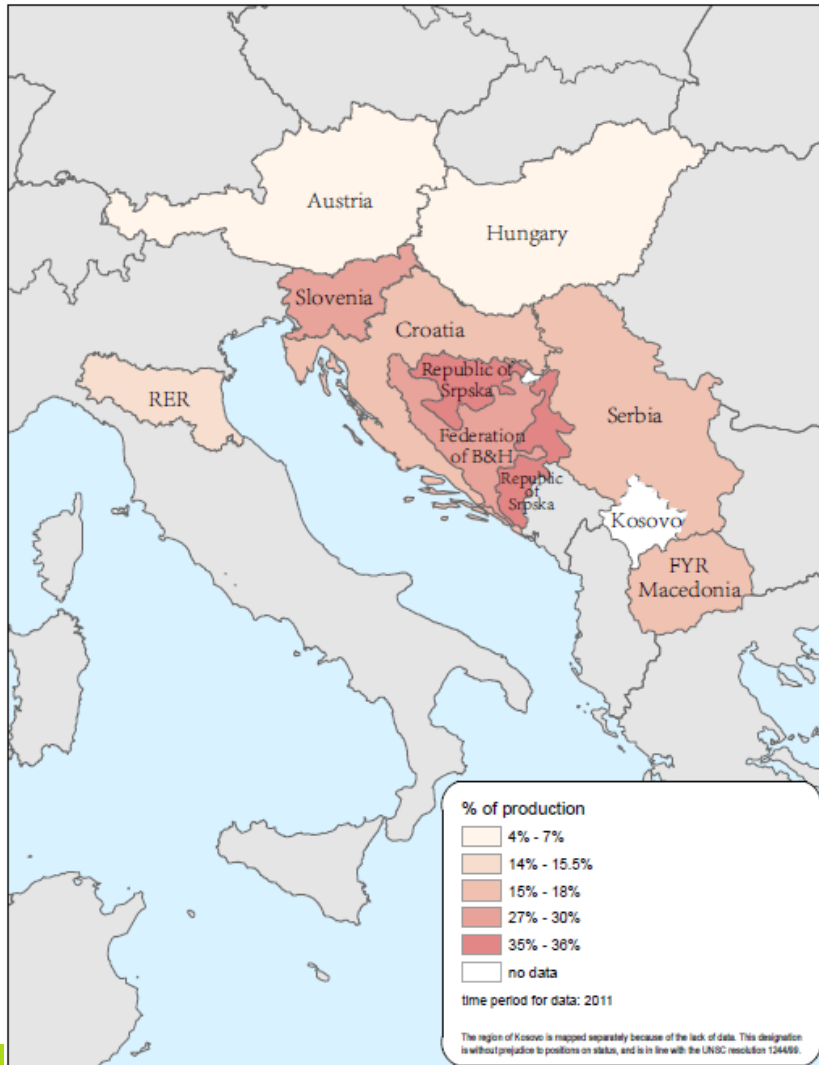 Austria
Hungary
Slovenia
Croatia
Republic of
Srpska
RER
Serbia
Federation
of B&H
Republic
of
Srpska
Kosovo
FYR
Macedonia
% of production
4% - 7%
14% - 15.5%
15% - 18%
27% - 30%
35% - 36%
no data
time period for data: 2011
The region of Kosovo is mapped separately because of the lack of data. This designation
is without prejudice to positions on status, and is in line with the UNSC resolution 1244/99.